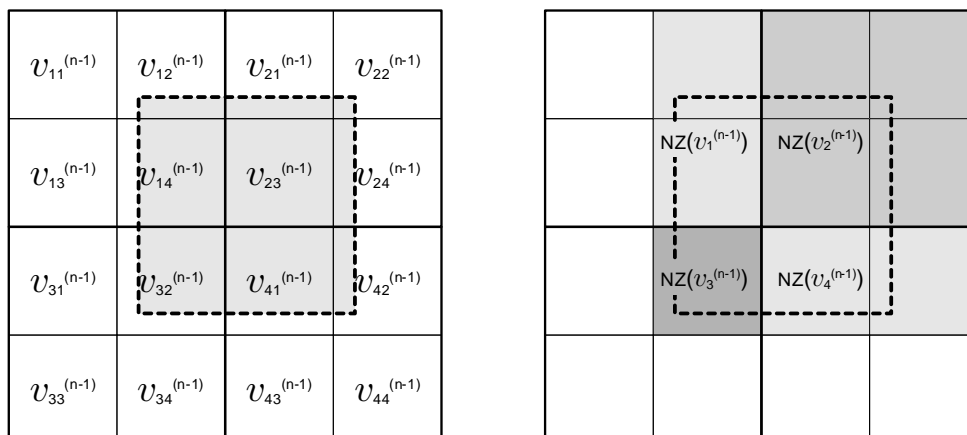 v₁₁⁽ⁿ⁻¹⁾ v₁₂⁽ⁿ⁻¹⁾ v₂₁⁽ⁿ⁻¹⁾ v₂₂⁽ⁿ⁻¹⁾
v₁₃⁽ⁿ⁻¹⁾ v₁₄⁽ⁿ⁻¹⁾ v₂₃⁽ⁿ⁻¹⁾ v₂₄⁽ⁿ⁻¹⁾
v₃₁⁽ⁿ⁻¹⁾ v₃₂⁽ⁿ⁻¹⁾ v₄₁⁽ⁿ⁻¹⁾ v₄₂⁽ⁿ⁻¹⁾
v₃₃⁽ⁿ⁻¹⁾ v₃₄⁽ⁿ⁻¹⁾ v₄₃⁽ⁿ⁻¹⁾ v₄₄⁽ⁿ⁻¹⁾
NZ(v₁⁽ⁿ⁻¹⁾) NZ(v₂⁽ⁿ⁻¹⁾)
NZ(v₃⁽ⁿ⁻¹⁾) NZ(v₄⁽ⁿ⁻¹⁾)